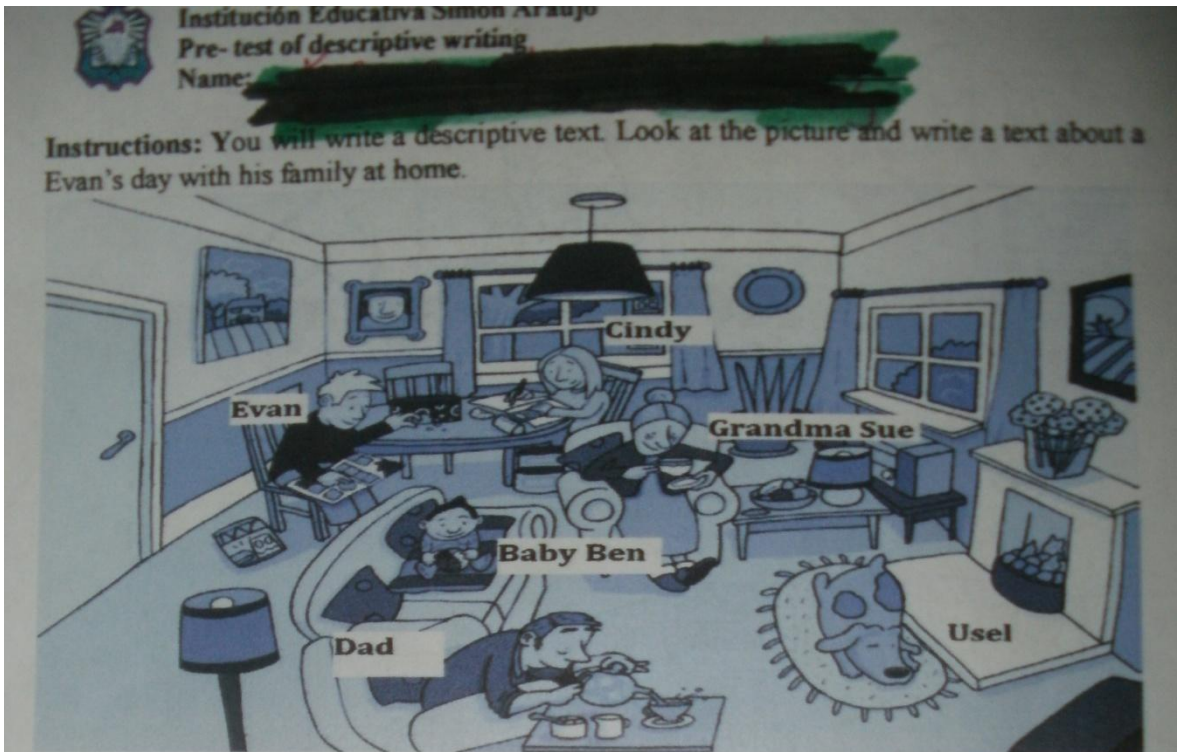 Institución Educativa Simón Araujo
Pre- test of descriptive writing
Name:
Instructions: You will write a descriptive text. Look at the picture and write a text about a
Evan's day with his family at home.
Cindy
Evan
Grandma Sue
Baby Ben
Dad
Usel